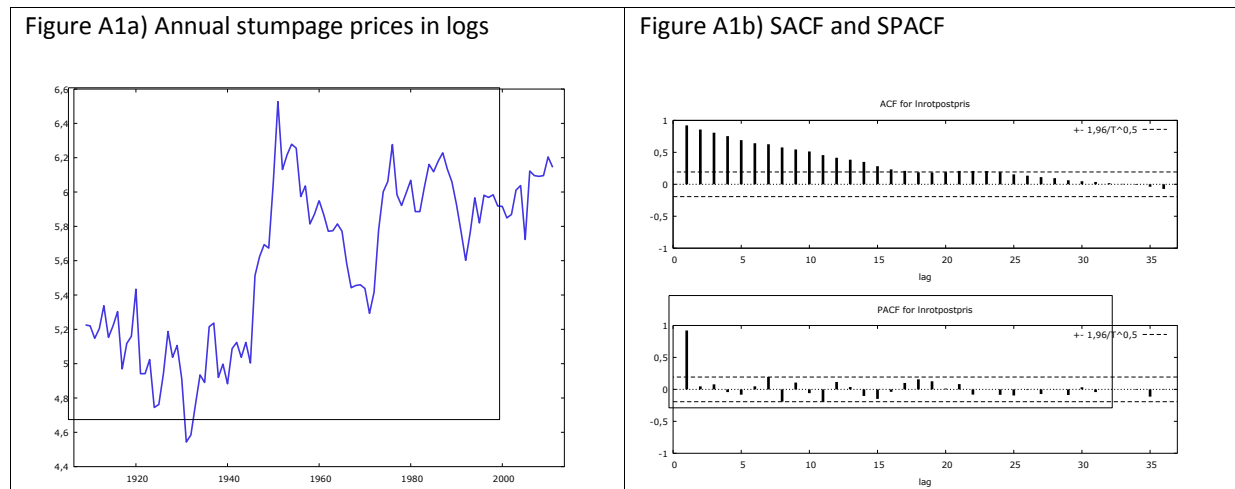 Figure A1a) Annual stumpage prices in logs
6,6
6,4
6,2
6
5,8
5,6
5,4
5,2
5
4,8
4,6
4,4
1920 1940 1960 1980 2000
Figure A1b) SACF and SPACF
ACF for lnrotpostpris
+- 1,96/T^0,5
1
0,5
0
-0,5
-1
0 5 10 15 20 25 30 35
lag
PACF for lnrotpostpris
+- 1,96/T^0,5
1
0,5
0
-0,5
-1
0 5 10 15 20 25 30 35
lag